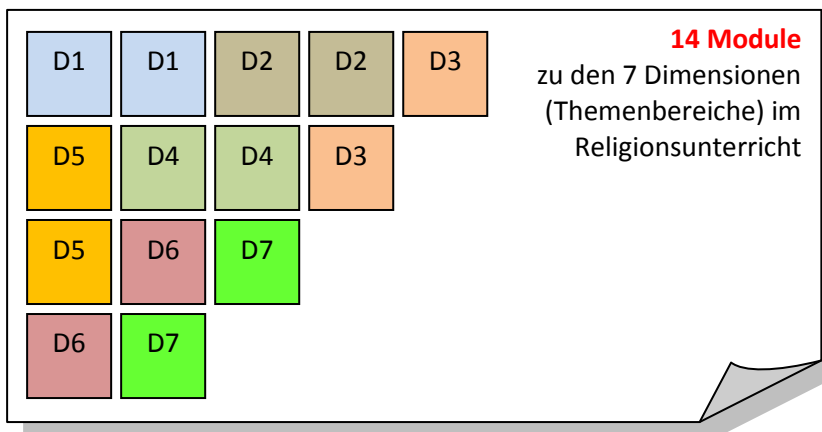 D1 D1 D2 D2 D3
D5 D4 D4 D3
D5 D6 D7
D6 D7
14 Module
zu den 7 Dimensionen
(Themenbereiche) im
Religionsunterricht